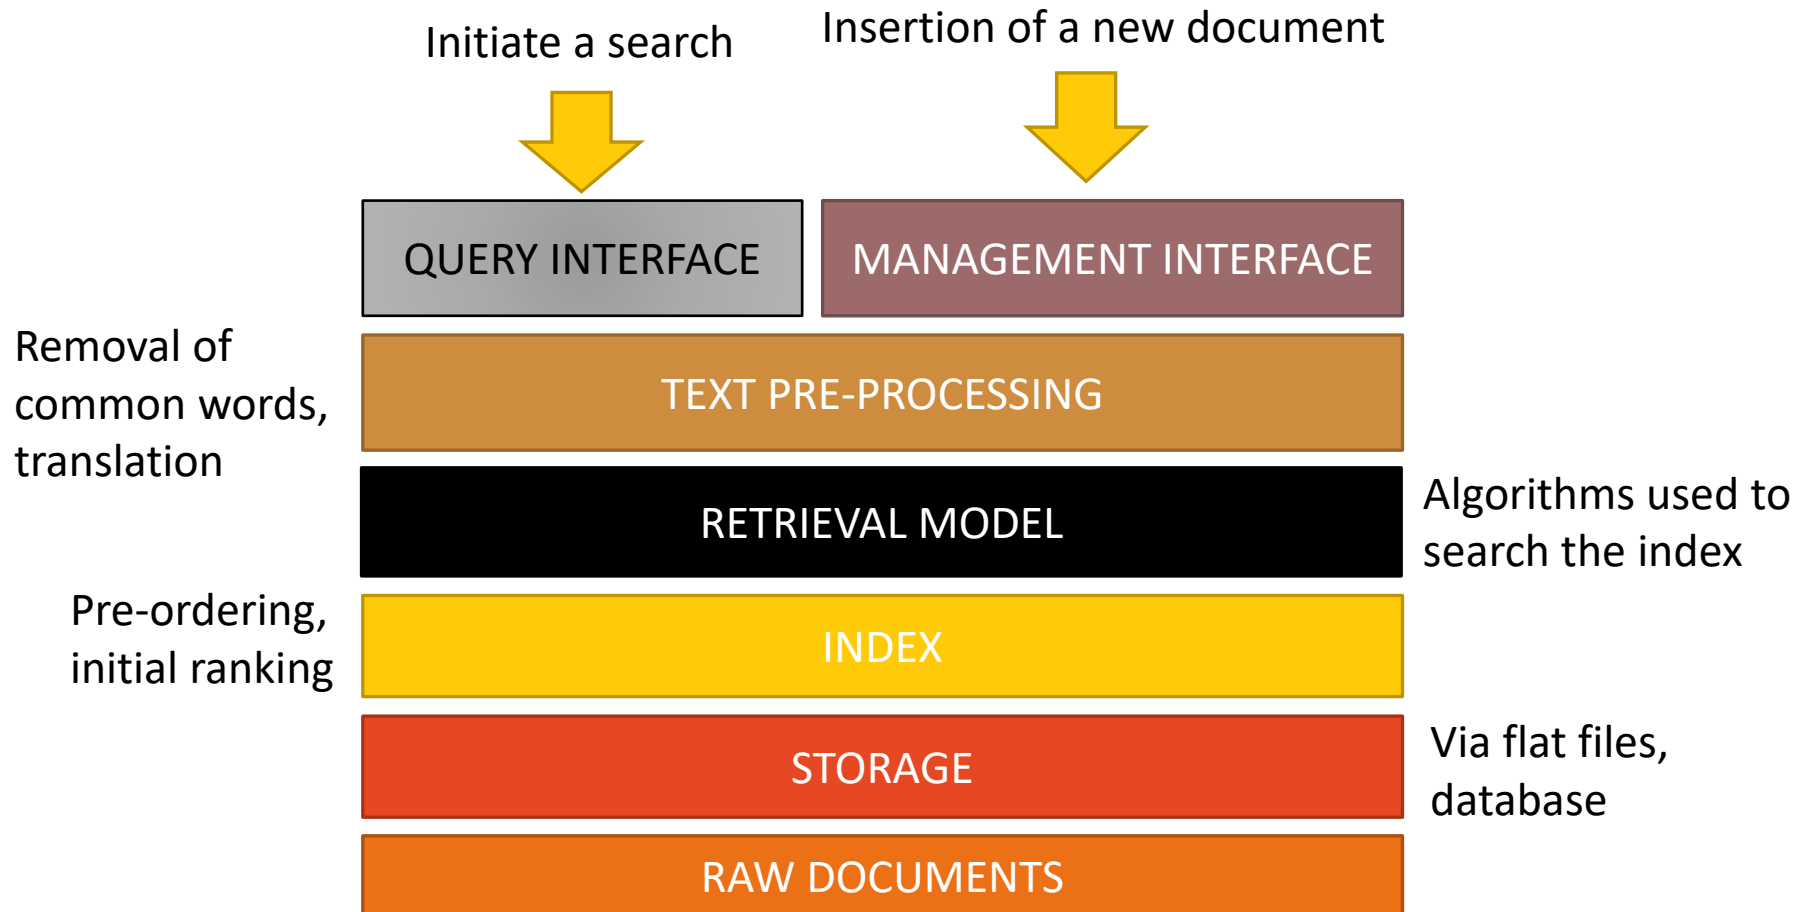 Initiate a search
Insertion of a new document
QUERY INTERFACE
MANAGEMENT INTERFACE
Removal of
common words,
translation
TEXT PRE-PROCESSING
RETRIEVAL MODEL
Algorithms used to
search the index
Pre-ordering,
initial ranking
INDEX
STORAGE
Via flat files,
database
RAW DOCUMENTS